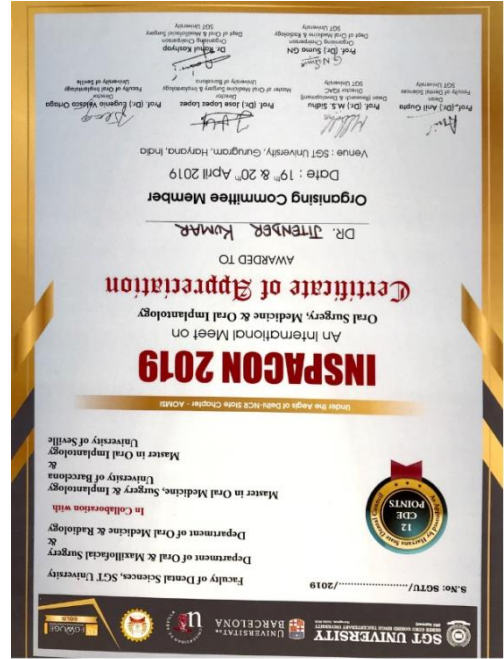 SGT UNIVERSITY
SHREE GURU GOBIND SINGH TRICENTENARY UNIVERSITY
UNIVERSITAT DE BARCELONA
S.No: SGTU/................./2019
12
CDE
POINTS
Faculty of Dental Sciences, SGT University
Department of Oral & Maxillofacial Surgery
&
Department of Oral Medicine & Radiology
In Collaboration with
Master in Oral Medicine, Surgery & Implantology
University of Barcelona
&
Master in Oral Implantology
University of Seville
Under the Aegis of Delhi-NCR State Chapter - AOMSI
INSPACON 2019
An International Meet on
Oral Surgery, Medicine & Oral Implantology
Certificate of Appreciation
AWARDED TO
DR. JITENDER KUMAR
Organising Committee Member
Date : 19th & 20th April 2019
Venue : SGT University, Gurugram, Haryana, India
Prof. (Dr) Anil Gupta
Dean
Faculty of Dental Sciences
SGT University
Prof. (Dr) M.S. Sidhu
Dean (Research & Development)
Director IQAC
SGT University
Prof. (Dr) Jose Lopez Lopez
Director
Master of Oral Medicine Surgery & Implantology
University of Barcelona
Prof. (Dr) Eugenio Velasco Ortega
Director
Faculty of Oral Implantology
University of Seville
Prof. (Dr) Suma GN
Organising Chairperson
Dept of Oral Medicine & Radiology
SGT University
Dr. Rahul Kashyap
Organising Chairperson
Dept of Oral & Maxillofacial Surgery
SGT University